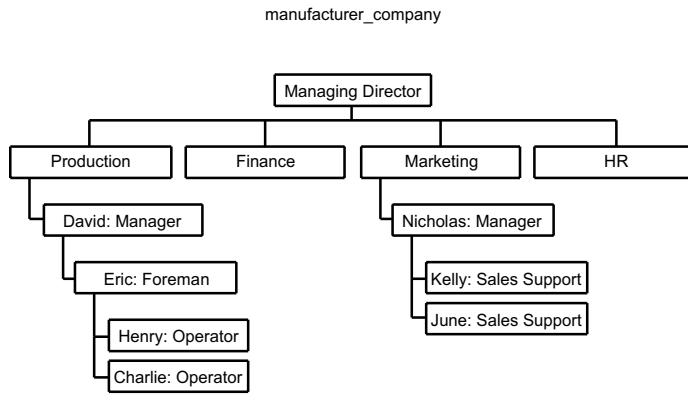 manufacturer_company
Managing Director
Production
Finance
Marketing
HR
David: Manager
Eric: Foreman
Henry: Operator
Charlie: Operator
Nicholas: Manager
Kelly: Sales Support
June: Sales Support